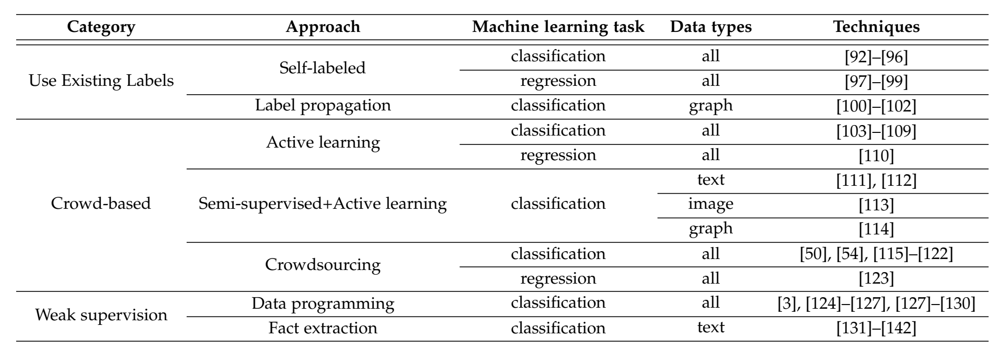 Category Approach Machine learning task Data types Techniques
Use Existing Labels Self-labeled classification all [92]–[96]
regression all [97]–[99]
Label propagation classification graph [100]–[102]
Crowd-based Active learning classification all [103]–[109]
regression all [110]
Semi-supervised+Active learning classification text [111], [112]
image [113]
graph [114]
Crowdsourcing classification all [50], [54], [115]–[122]
regression all [123]
Weak supervision Data programming classification all [3], [124]–[127], [127]–[130]
Fact extraction classification text [131]–[142]